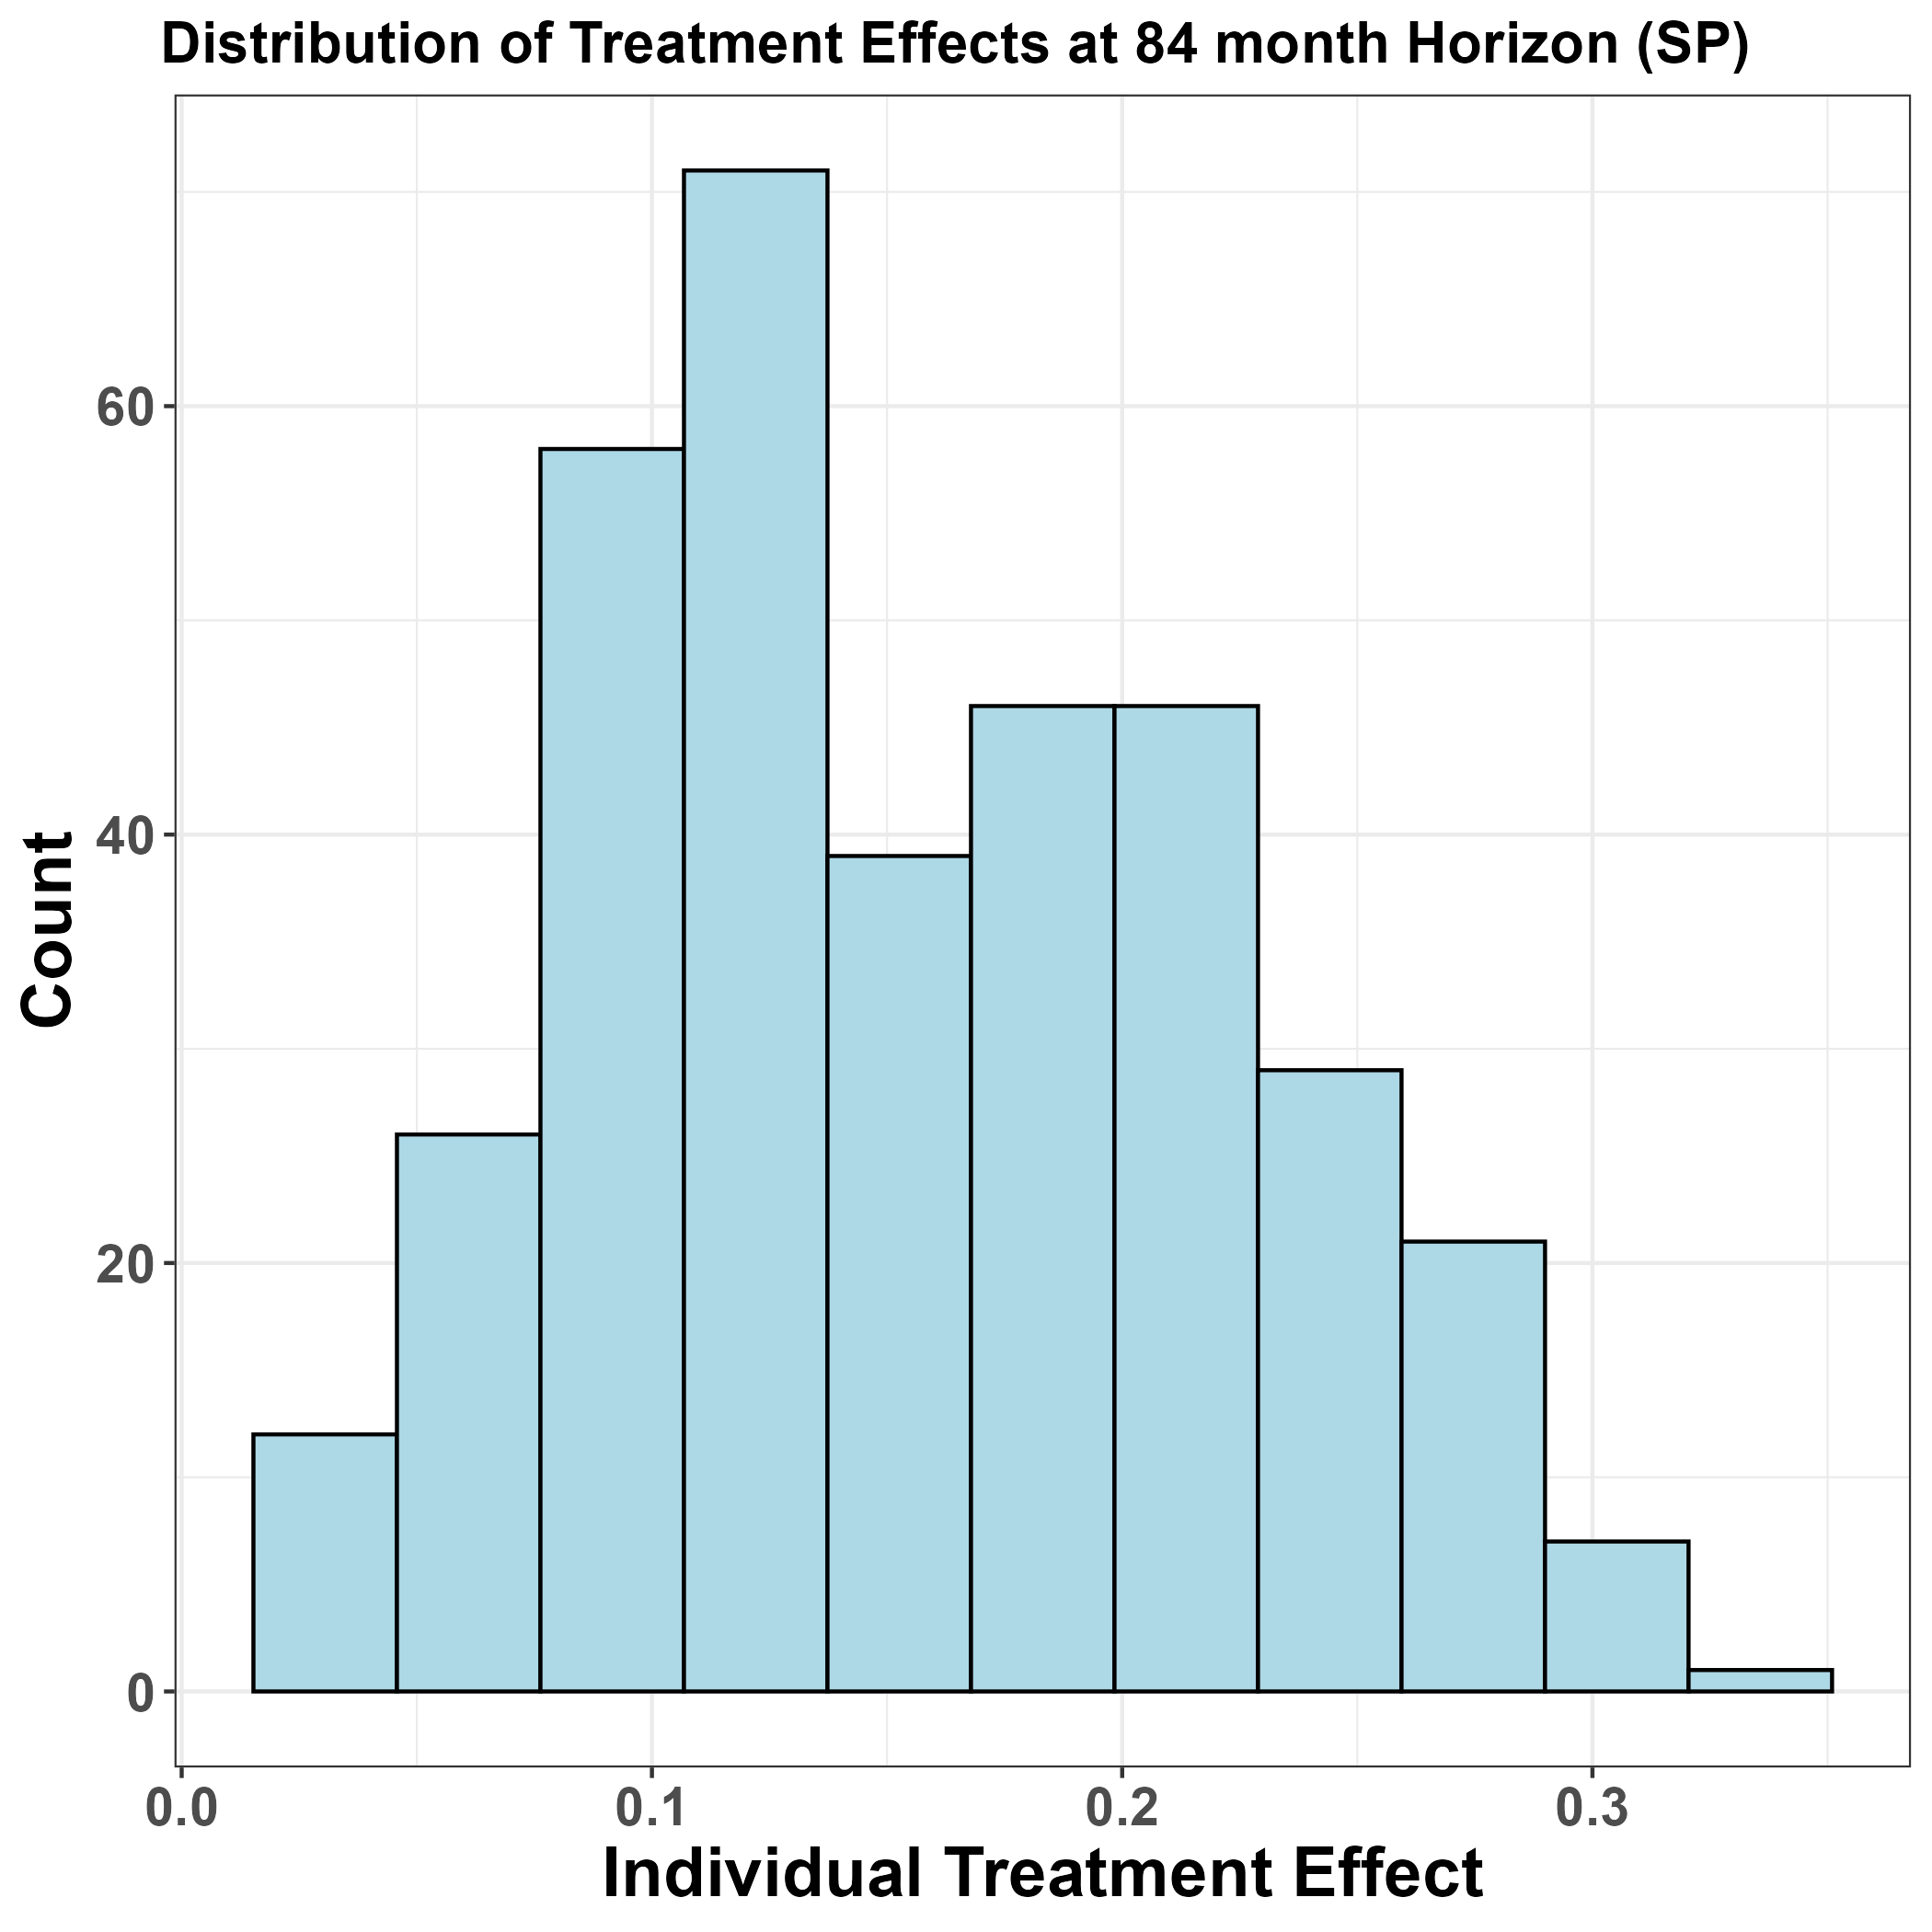 Distribution of Treatment Effects at 84 month Horizon (SP)
Count
60
40
20
0
0.0 0.1 0.2 0.3
Individual Treatment Effect